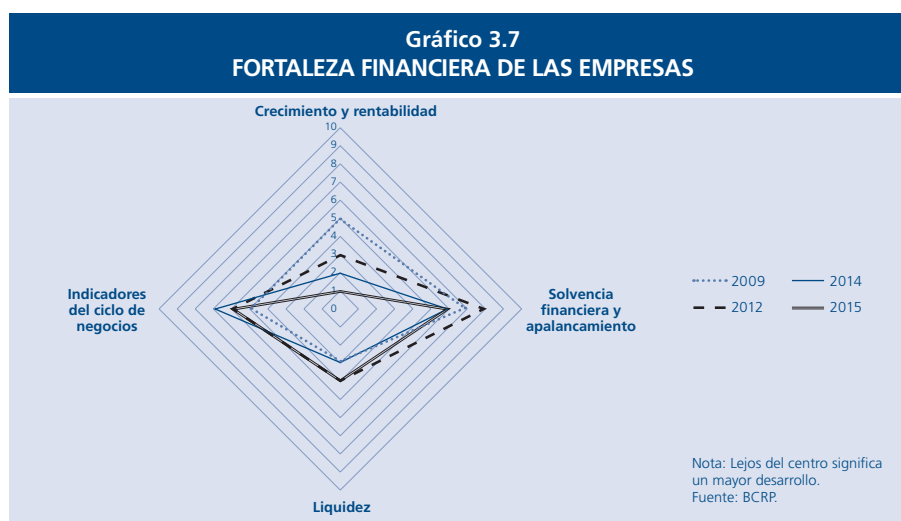 Gráfico 3.7
FORTALEZA FINANCIERA DE LAS EMPRESAS
Crecimiento y rentabilidad
10
9
8
7
6
5
4
3
2
1
0
Indicadores
del ciclo de
negocios
Solvencia
financiera y
apalancamiento
Liquidez
2009
2014
2012
2015
Nota: Lejos del centro significa
un mayor desarrollo.
Fuente: BCRP.